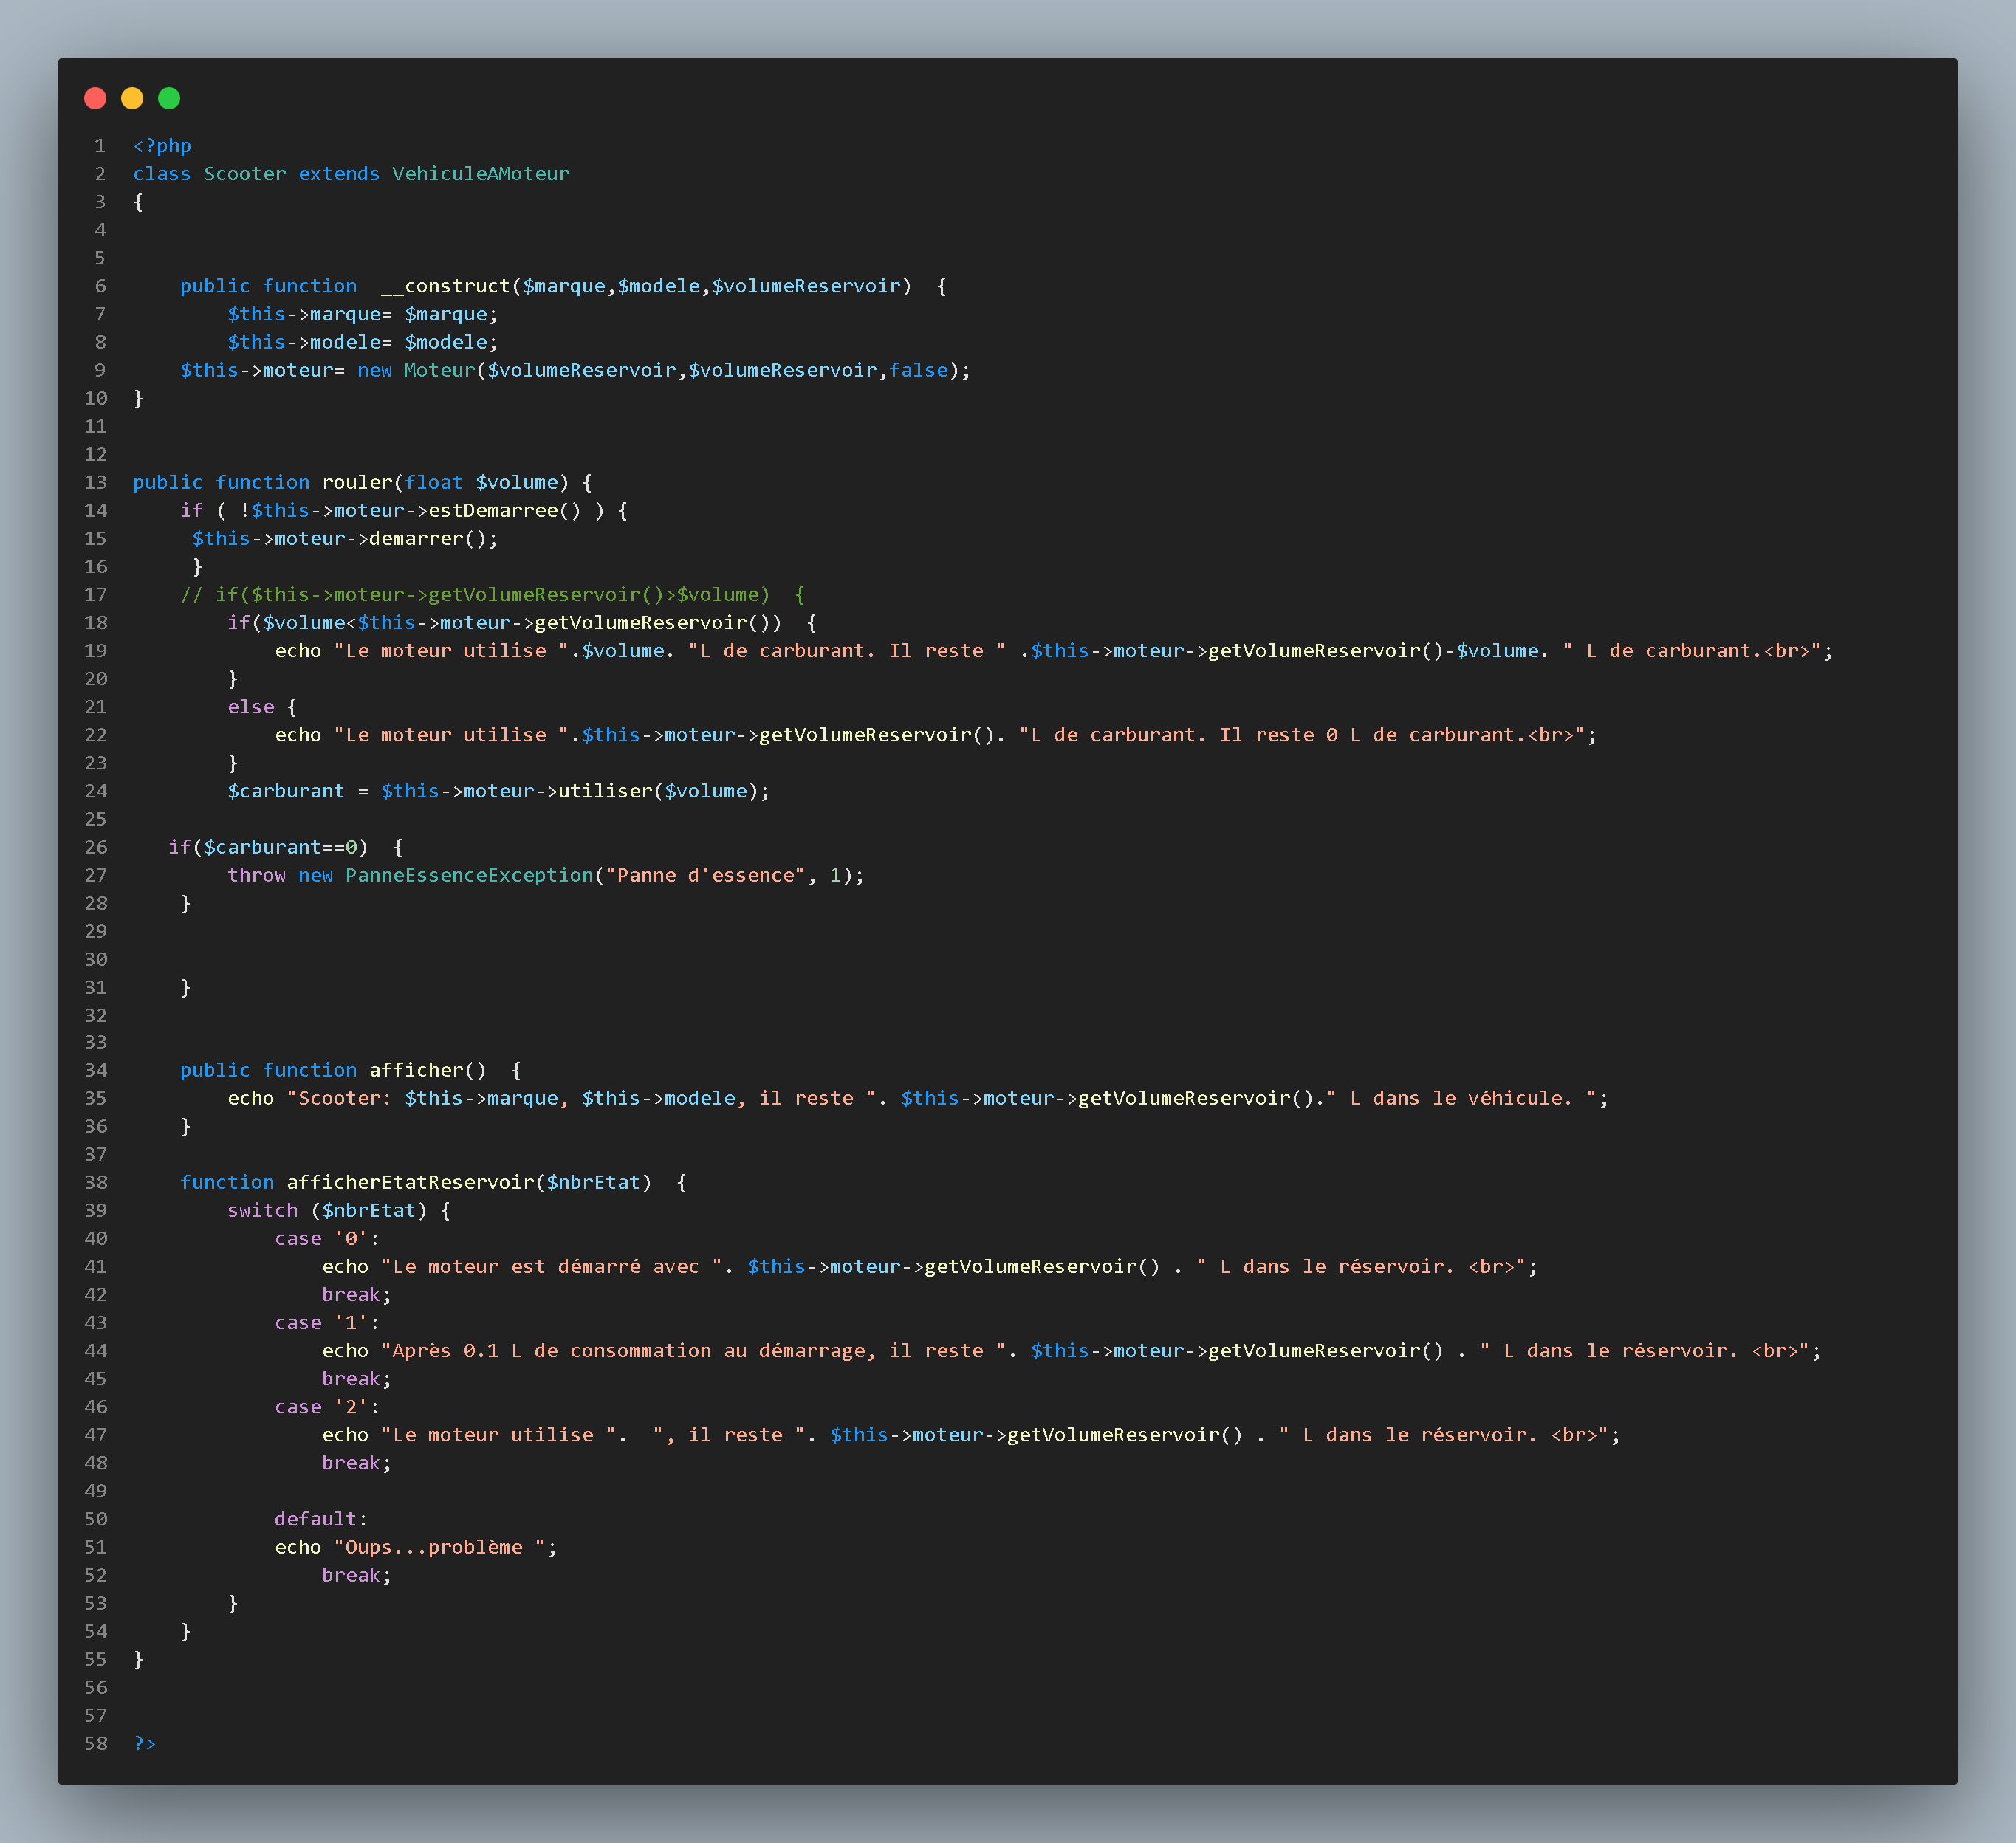 1 <?php
2 class Scooter extends VehiculeAMoteur
3 {
4
5
6     public function  __construct($marque,$modele,$volumeReservoir)  {
7         $this->marque= $marque;
8         $this->modele= $modele;
9     $this->moteur= new Moteur($volumeReservoir,$volumeReservoir,false);
10 }
11
12
13 public function rouler(float $volume) {
14     if ( !$this->moteur->estDemarree() ) {
15      $this->moteur->demarrer();
16      }
17     // if($this->moteur->getVolumeReservoir()>$volume)  {
18         if($volume<$this->moteur->getVolumeReservoir())  {
19             echo "Le moteur utilise ".$volume. "L de carburant. Il reste " .$this->moteur->getVolumeReservoir()-$volume. " L de carburant.<br>";
20         }
21         else {
22             echo "Le moteur utilise ".$this->moteur->getVolumeReservoir(). "L de carburant. Il reste 0 L de carburant.<br>";
23         }
24         $carburant = $this->moteur->utiliser($volume);
25
26    if($carburant==0)  {
27         throw new PanneEssenceException("Panne d'essence", 1);
28     }
29
30
31     }
32
33
34     public function afficher()  {
35         echo "Scooter: $this->marque, $this->modele, il reste ". $this->moteur->getVolumeReservoir()." L dans le véhicule. ";
36     }
37
38     function afficherEtatReservoir($nbrEtat)  {
39         switch ($nbrEtat) {
40             case '0':
41                 echo "Le moteur est démarré avec ". $this->moteur->getVolumeReservoir() . " L dans le réservoir. <br>";
42                 break;
43             case '1':
44                 echo "Après 0.1 L de consommation au démarrage, il reste ". $this->moteur->getVolumeReservoir() . " L dans le réservoir. <br>";
45                 break;
46             case '2':
47                 echo "Le moteur utilise ".  ", il reste ". $this->moteur->getVolumeReservoir() . " L dans le réservoir. <br>";
48                 break;
49
50             default:
51             echo "Oups...problème ";
52                 break;
53         }
54     }
55 }
56
57
58 ?>